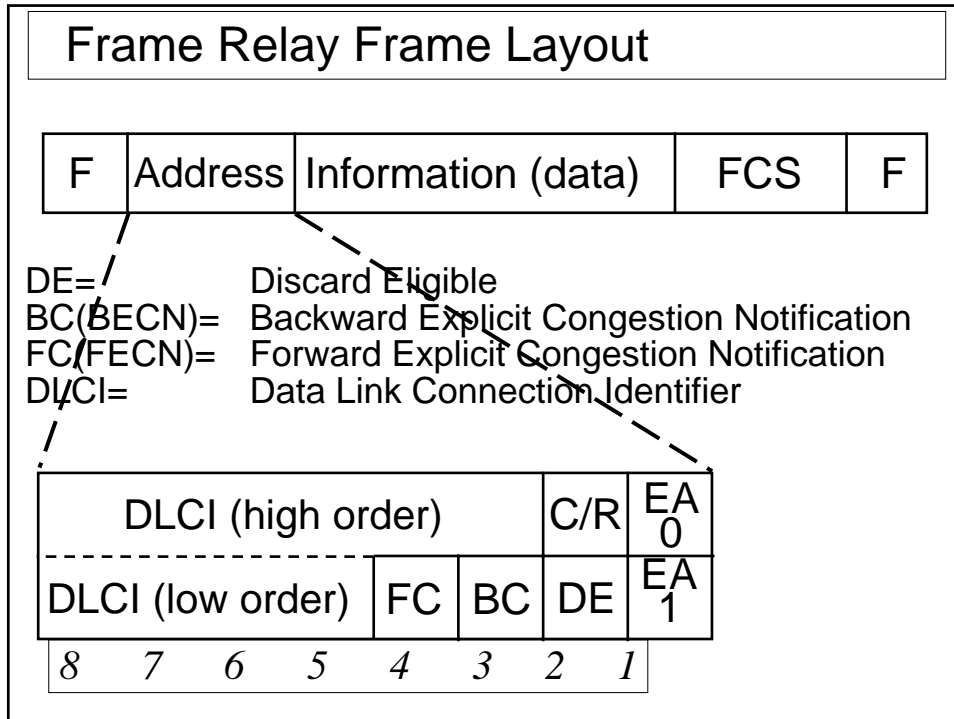 Frame Relay Frame Layout
F Address Information (data) FCS F
DE= Discard Eligible
BC(BECN)= Backward Explicit Congestion Notification
FC(FECN)= Forward Explicit Congestion Notification
DLCI= Data Link Connection Identifier
DLCI (high order) C/R EA 0
DLCI (low order) FC BC DE EA 1
8 7 6 5 4 3 2 1